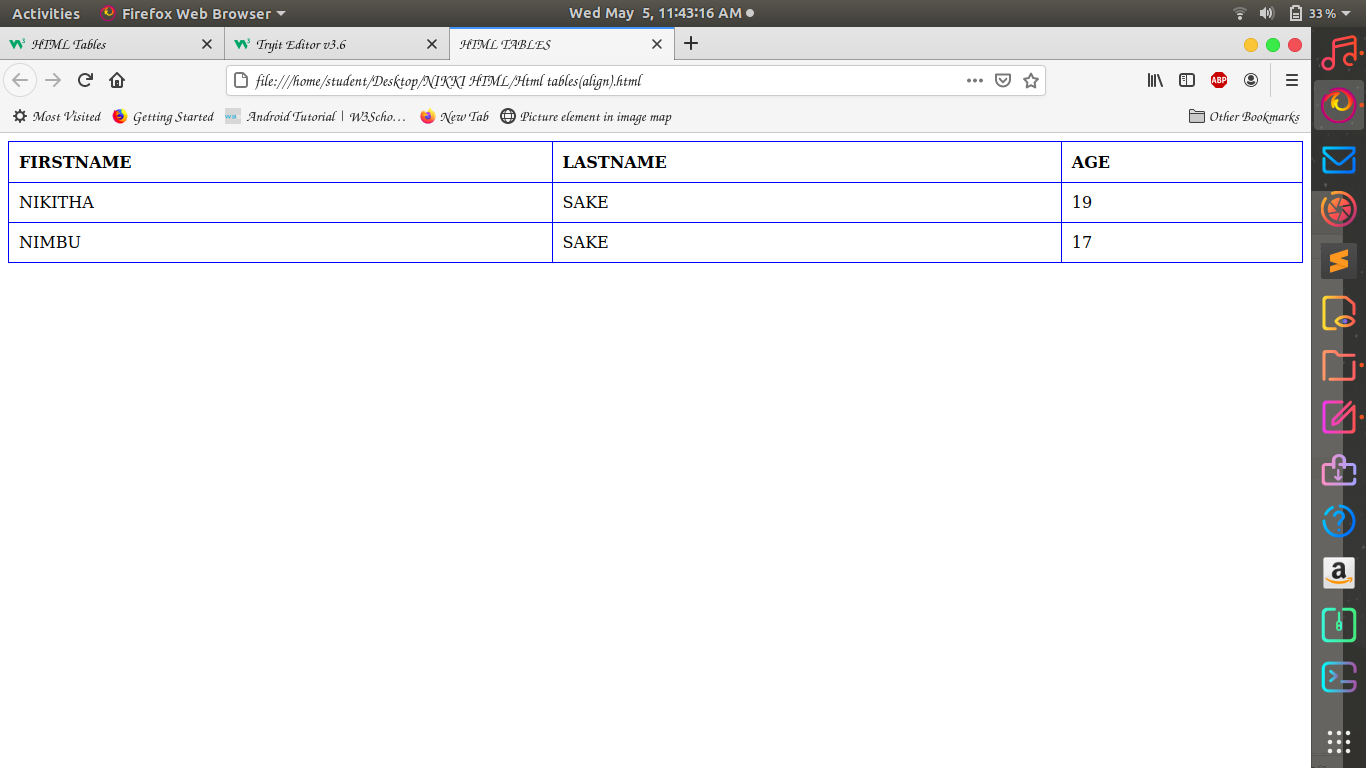 Activities Firefox Web Browser Wed May 5, 11:43:16 AM 33 %
HTML Tables Tryit Editor v3.6 HTML TABLES
file:///home/student/Desktop/NIKKI HTML/Html tables(align).html ABP
Most Visited Getting Started w3s Android Tutorial | W3Scho… New Tab Picture element in image map Other Bookmarks
FIRSTNAME LASTNAME AGE
NIKITHA SAKE 19
NIMBU SAKE 17